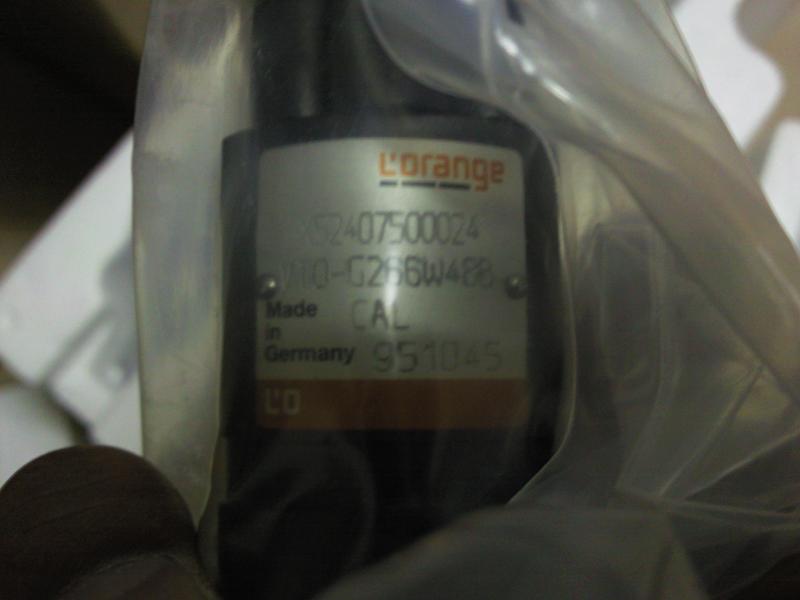 L'orange
X52407500024
V10-G266W488
Made in Germany
CAL
951045
L'O